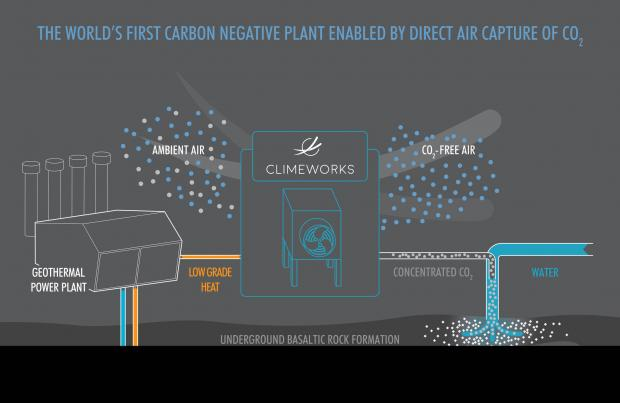 THE WORLD'S FIRST CARBON NEGATIVE PLANT ENABLED BY DIRECT AIR CAPTURE OF CO₂
AMBIENT AIR
CLIMEWORKS
CO₂-FREE AIR
GEOTHERMAL
POWER PLANT
LOW GRADE
HEAT
CONCENTRATED CO₂
WATER
UNDERGROUND BASALTIC ROCK FORMATION